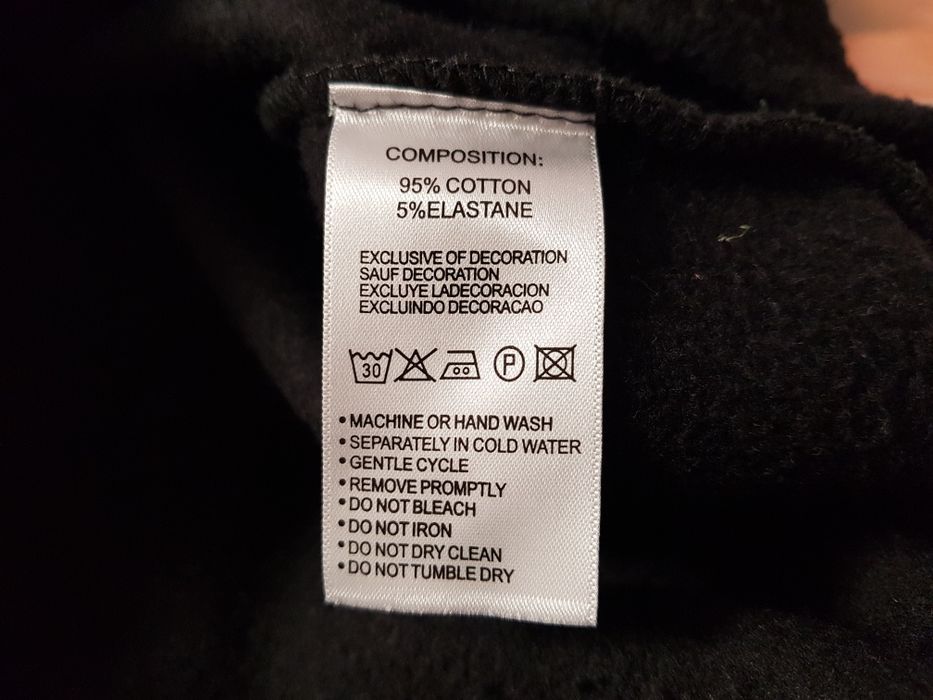 COMPOSITION:
95% COTTON
5%ELASTANE
EXCLUSIVE OF DECORATION
SAUF DECORATION
EXCLUYE LADECORACION
EXCLUINDO DECORACAO
30 P
• MACHINE OR HAND WASH
• SEPARATELY IN COLD WATER
• GENTLE CYCLE
• REMOVE PROMPTLY
• DO NOT BLEACH
• DO NOT IRON
• DO NOT DRY CLEAN
• DO NOT TUMBLE DRY